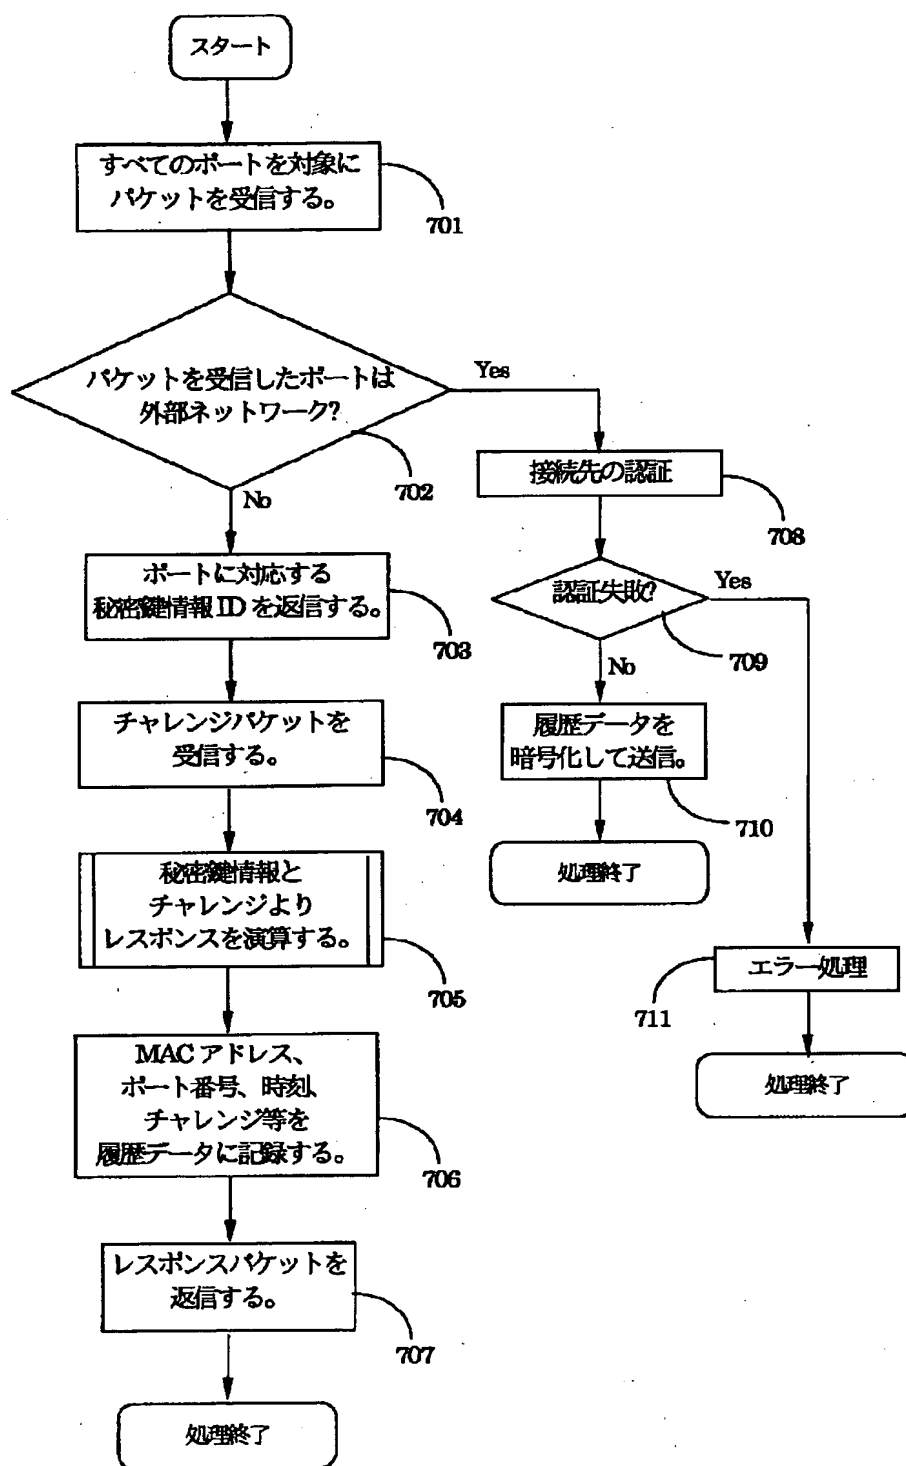 スタート
すべてのポートを対象に
パケットを受信する。
701
パケットを受信したポートは
外部ネットワーク?
Yes
702
No
接続先の認証
708
ポートに対応する
秘密鍵情報IDを返信する。
703
認証失敗?
Yes
709
No
チャレンジパケットを
受信する。
704
履歴データを
暗号化して送信。
710
処理終了
秘密鍵情報と
チャレンジより
レスポンスを演算する。
705
エラー処理
711
処理終了
MACアドレス、
ポート番号、時刻、
チャレンジ等を
履歴データに記録する。
706
レスポンスパケットを
返信する。
707
処理終了